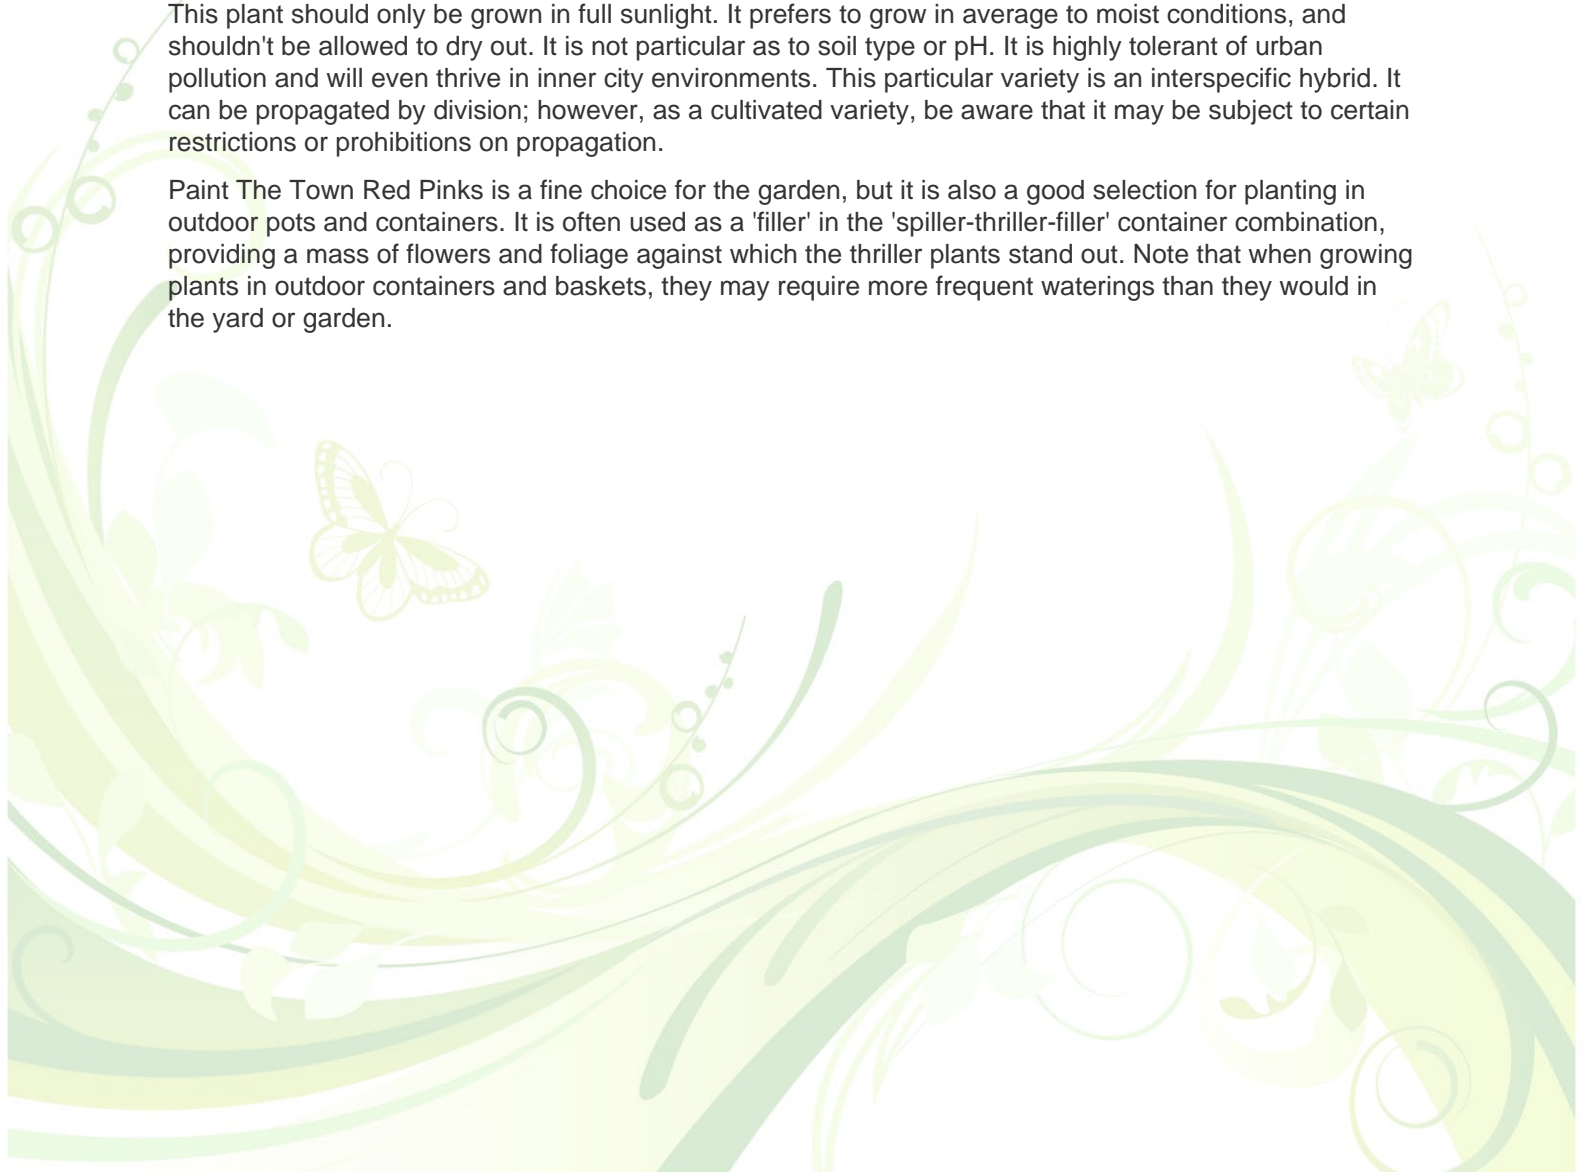 This plant should only be grown in full sunlight. It prefers to grow in average to moist conditions, and
shouldn't be allowed to dry out. It is not particular as to soil type or pH. It is highly tolerant of urban
pollution and will even thrive in inner city environments. This particular variety is an interspecific hybrid. It
can be propagated by division; however, as a cultivated variety, be aware that it may be subject to certain
restrictions or prohibitions on propagation.
Paint The Town Red Pinks is a fine choice for the garden, but it is also a good selection for planting in
outdoor pots and containers. It is often used as a 'filler' in the 'spiller-thriller-filler' container combination,
providing a mass of flowers and foliage against which the thriller plants stand out. Note that when growing
plants in outdoor containers and baskets, they may require more frequent waterings than they would in
the yard or garden.